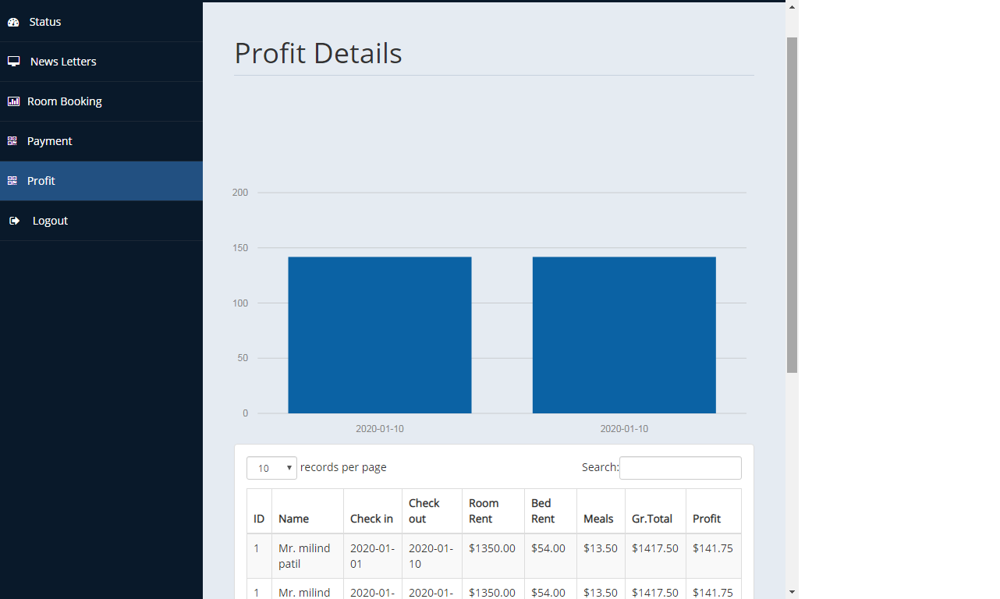 Status
News Letters
Room Booking
Payment
Profit
Logout
Profit Details
200
150
100
50
0
2020-01-10 2020-01-10
10 records per page Search:
ID Name Check in Check out Room Rent Bed Rent Meals Gr.Total Profit
1 Mr. milind patil 2020-01-01 2020-01-10 $1350.00 $54.00 $13.50 $1417.50 $141.75
1 Mr. milind 2020-01- 2020-01- $1350.00 $54.00 $13.50 $1417.50 $141.75